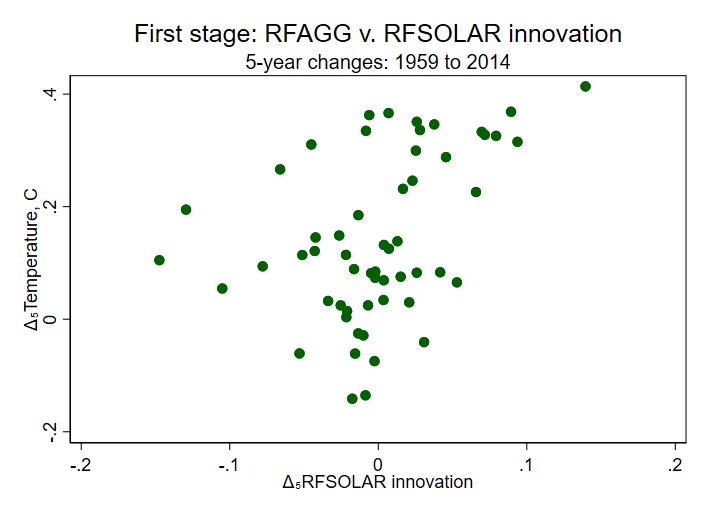 First stage: RFAGG v. RFSOLAR innovation
5-year changes: 1959 to 2014
Δ₅Temperature, C
.4
.2
0
-.2
-.2 -.1 0 .1 .2
Δ₅RFSOLAR innovation